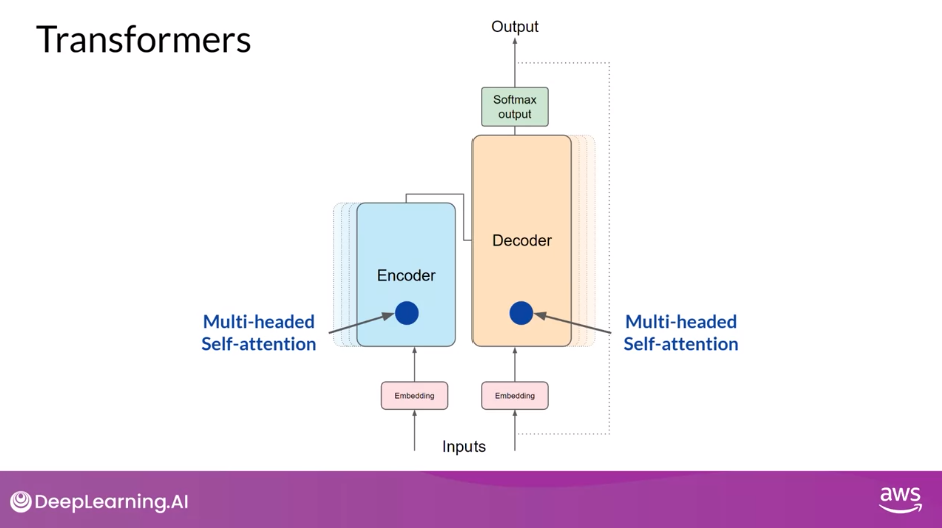 Transformers
Output
Softmax
output
Decoder
Encoder
Multi-headed
Self-attention
Multi-headed
Self-attention
Embedding
Embedding
Inputs
DeepLearning.AI
aws